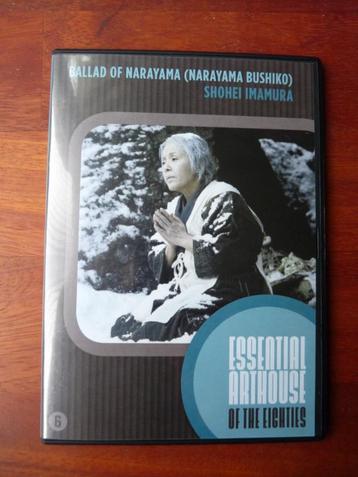 BALLAD OF NARAYAMA (NARAYAMA BUSHIKO)
SHOHEI IMAMURA
ESSENTIAL
ARTHOUSE
OF THE EIGHTIES
6